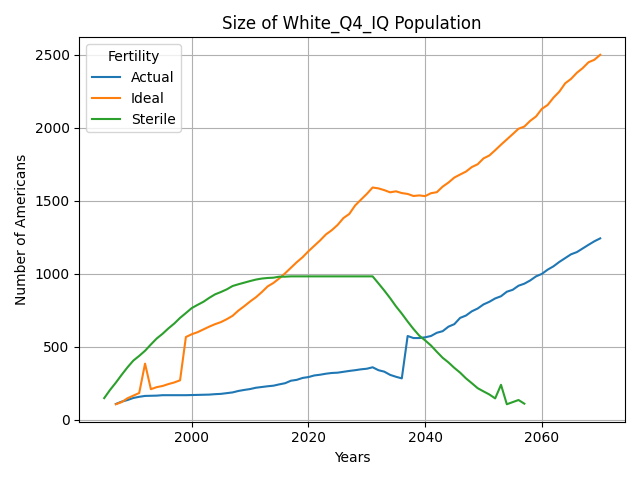 Size of White_Q4_IQ Population
Number of Americans
2500
2000
1500
1000
500
0
Fertility
Actual
Ideal
Sterile
2000
2020
2040
2060
Years